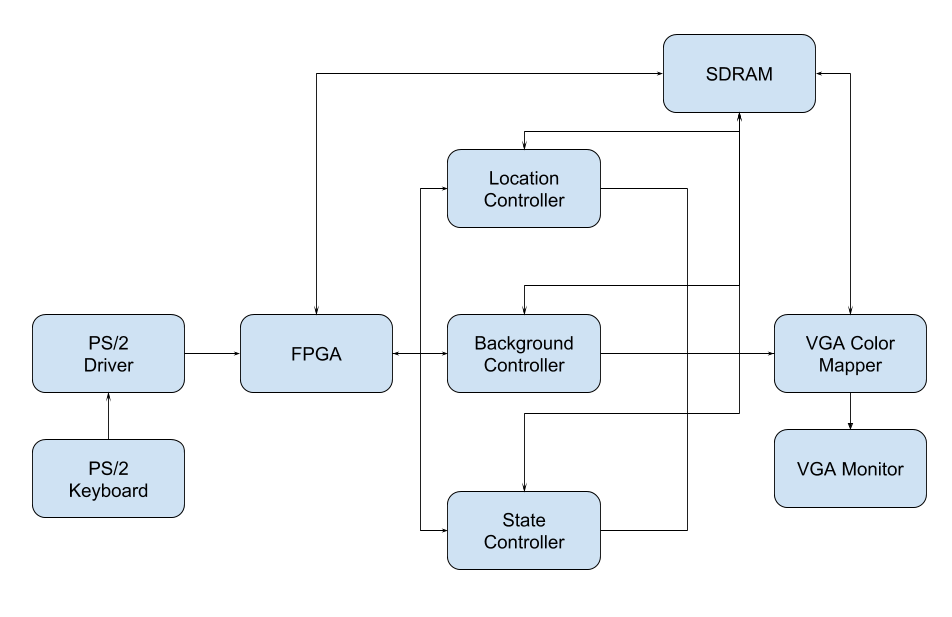 SDRAM
Location
Controller
PS/2
Driver
FPGA
Background
Controller
VGA Color
Mapper
PS/2
Keyboard
VGA Monitor
State
Controller